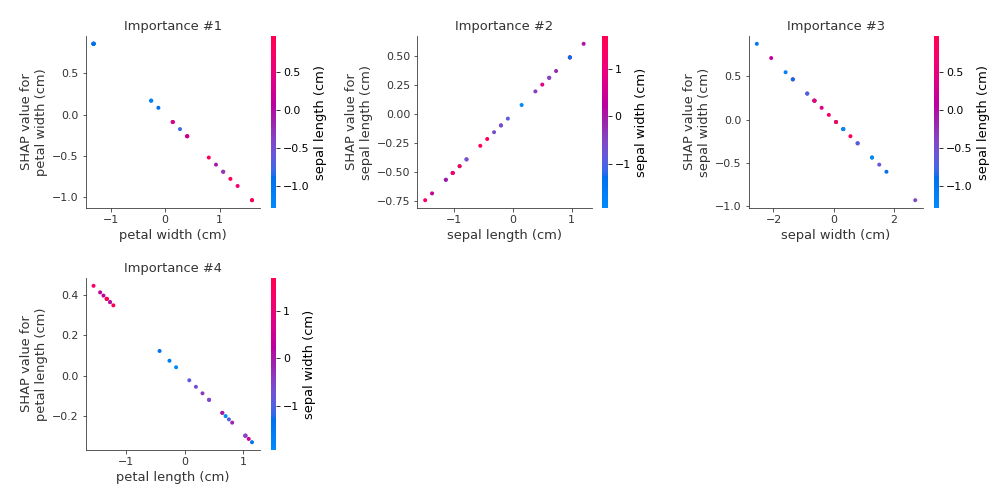 Importance #1
Importance #2
Importance #3
SHAP value for
petal width (cm)
0.5
0.0
−0.5
−1.0
−1
0
1
petal width (cm)
0.5
0.0
−0.5
−1.0
sepal length (cm)
SHAP value for
sepal length (cm)
0.50
0.25
0.00
−0.25
−0.50
−0.75
−1
0
1
sepal length (cm)
1
0
−1
sepal width (cm)
SHAP value for
sepal width (cm)
0.5
0.0
−0.5
−1.0
−2
0
2
sepal width (cm)
0.5
0.0
−0.5
−1.0
sepal length (cm)
Importance #4
SHAP value for
petal length (cm)
0.4
0.2
0.0
−0.2
−1
0
1
petal length (cm)
1
0
−1
sepal width (cm)